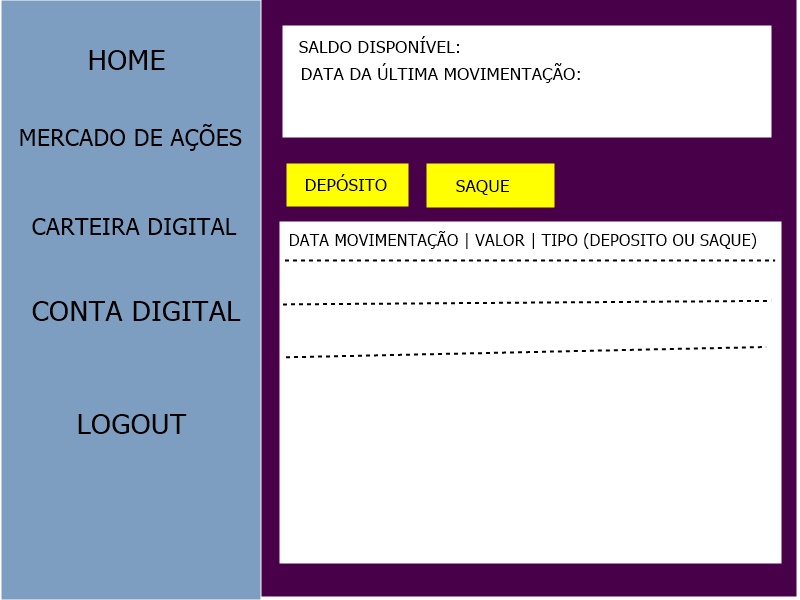 HOME
MERCADO DE AÇÕES
CARTEIRA DIGITAL
CONTA DIGITAL
LOGOUT
SALDO DISPONÍVEL:
DATA DA ÚLTIMA MOVIMENTAÇÃO:
DEPÓSITO
SAQUE
DATA MOVIMENTAÇÃO | VALOR | TIPO (DEPOSITO OU SAQUE)